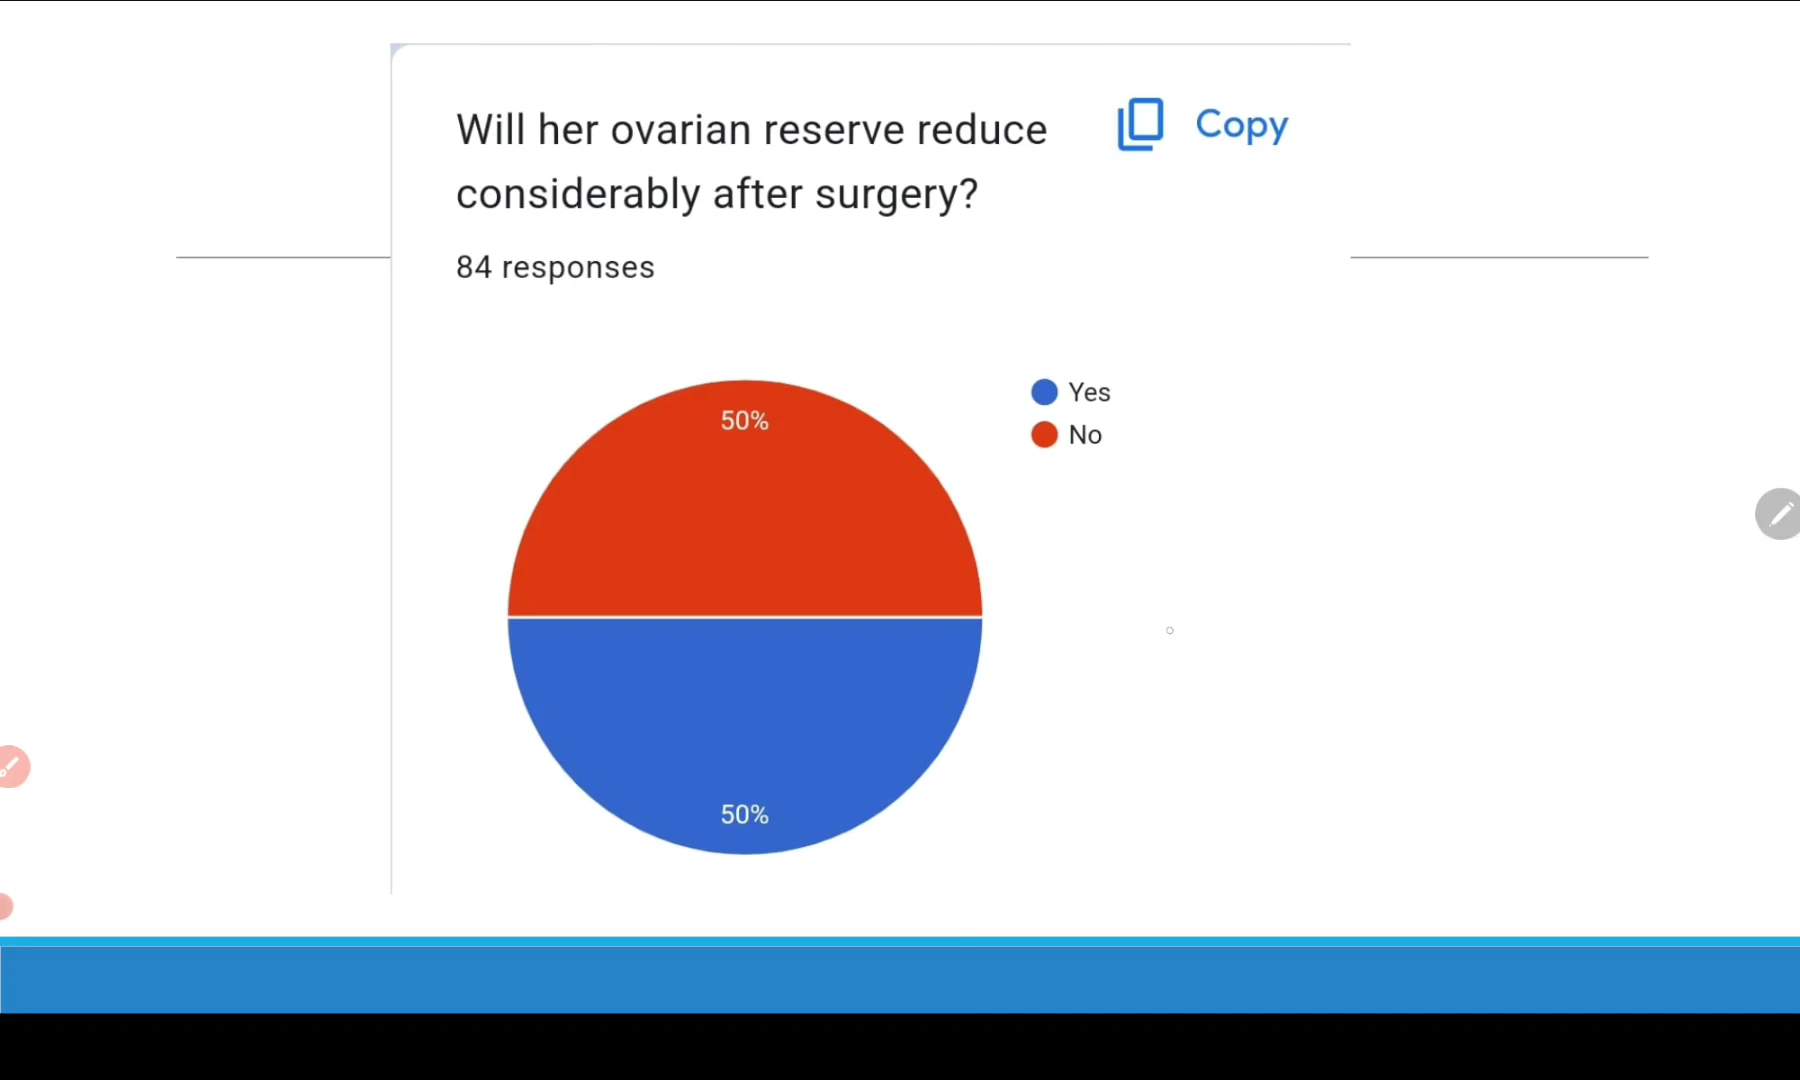 Will her ovarian reserve reduce
considerably after surgery?
Copy
84 responses
50%
Yes
No
50%